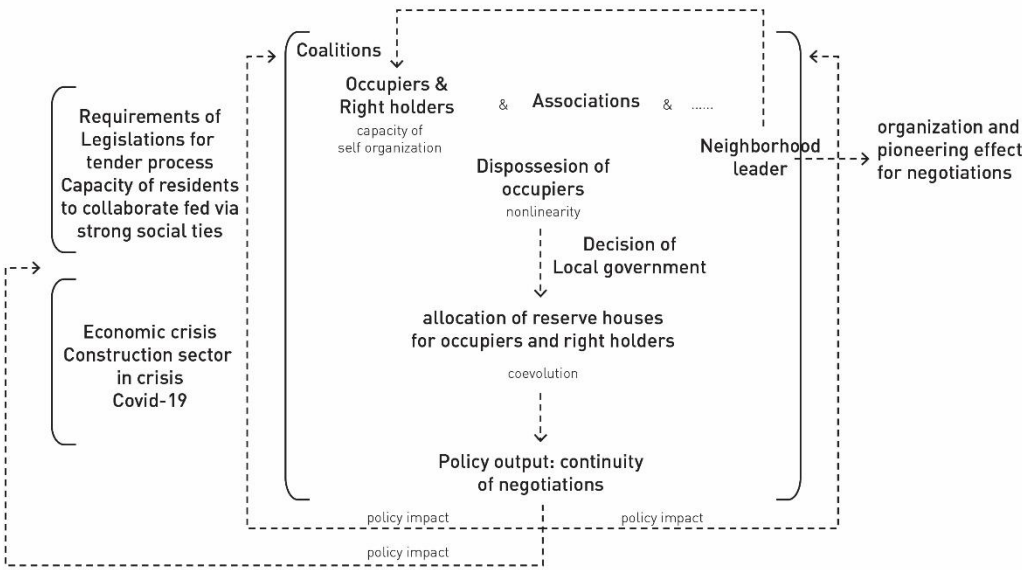 Coalitions
Occupiers &
Right holders
capacity of
self organization
&
Associations
&
......
Neighborhood
leader
organization and
pioneering effect
for negotiations
Requirements of
Legislations for
tender process
Capacity of residents
to collaborate fed via
strong social ties
Dispossesion of
occupiers
nonlinearity
Decision of
Local government
allocation of reserve houses
for occupiers and right holders
coevolution
Economic crisis
Construction sector
in crisis
Covid-19
Policy output: continuity
of negotiations
policy impact
policy impact
policy impact